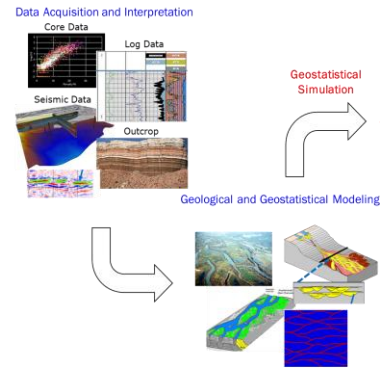 Data Acquisition and Interpretation
Core Data
Log Data
Seismic Data
Outcrop
Geostatistical
Simulation
Geological and Geostatistical Modeling